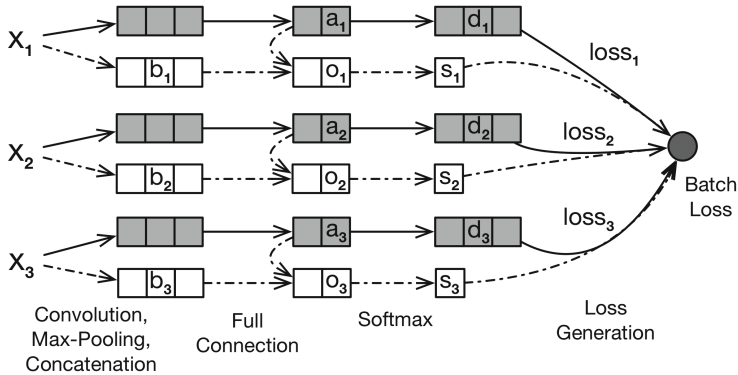 X₁
a₁
d₁
loss₁
b₁
o₁
s₁
X₂
a₂
d₂
loss₂
b₂
o₂
s₂
Batch
Loss
X₃
a₃
d₃
loss₃
b₃
o₃
s₃
Convolution,
Max-Pooling,
Concatenation
Full
Connection
Softmax
Loss
Generation